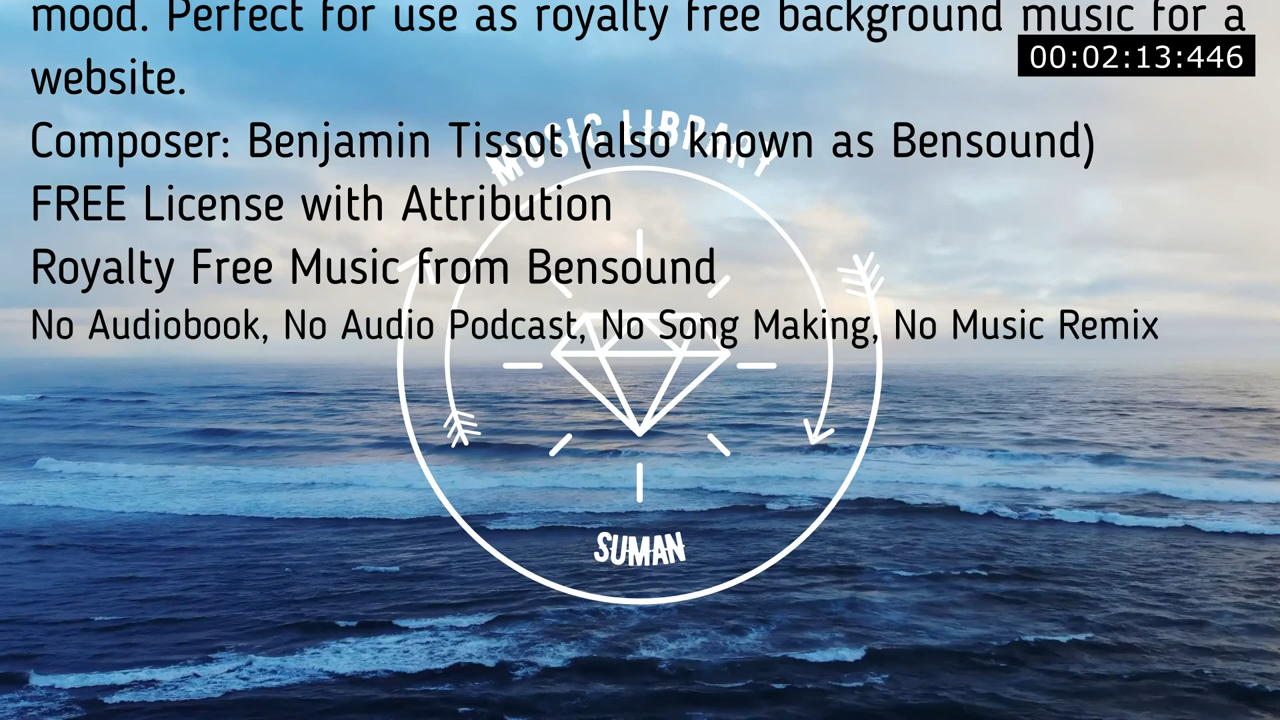 mood. Perfect for use as royalty free background music for a
00:02:13:446
website.
MUSIC LIBRARY
Composer: Benjamin Tissot (also known as Bensound)
FREE License with Attribution
Royalty Free Music from Bensound
No Audiobook, No Audio Podcast, No Song Making, No Music Remix
SUMAN